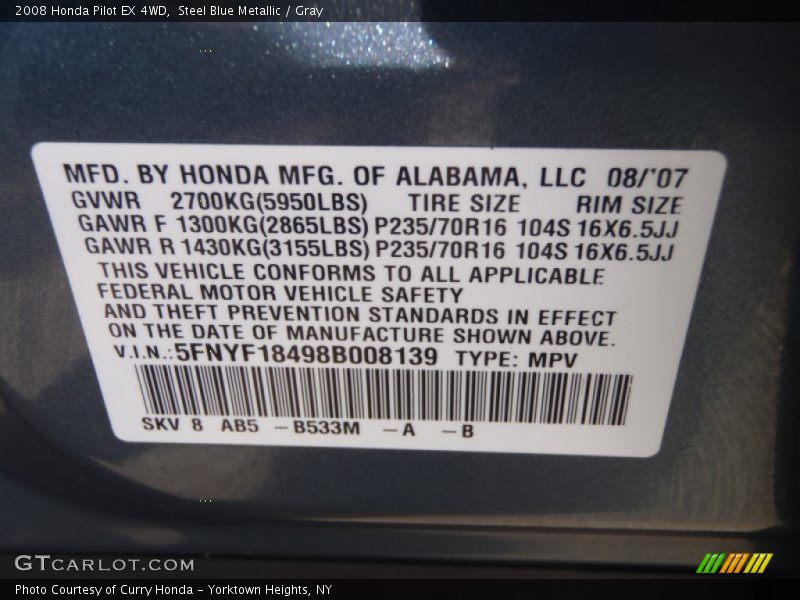 2008 Honda Pilot EX 4WD,  Steel Blue Metallic / Gray
MFD. BY HONDA MFG. OF ALABAMA, LLC 08/'07
GVWR 2700KG(5950LBS) TIRE SIZE RIM SIZE
GAWR F 1300KG(2865LBS) P235/70R16 104S 16X6.5JJ
GAWR R 1430KG(3155LBS) P235/70R16 104S 16X6.5JJ
THIS VEHICLE CONFORMS TO ALL APPLICABLE
FEDERAL MOTOR VEHICLE SAFETY
AND THEFT PREVENTION STANDARDS IN EFFECT
ON THE DATE OF MANUFACTURE SHOWN ABOVE.
V.I.N.:5FNYF18498B008139 TYPE: MPV
SKV 8 AB5 -B533M -A -B
GTCARLOT.COM
Photo Courtesy of Curry Honda - Yorktown Heights, NY